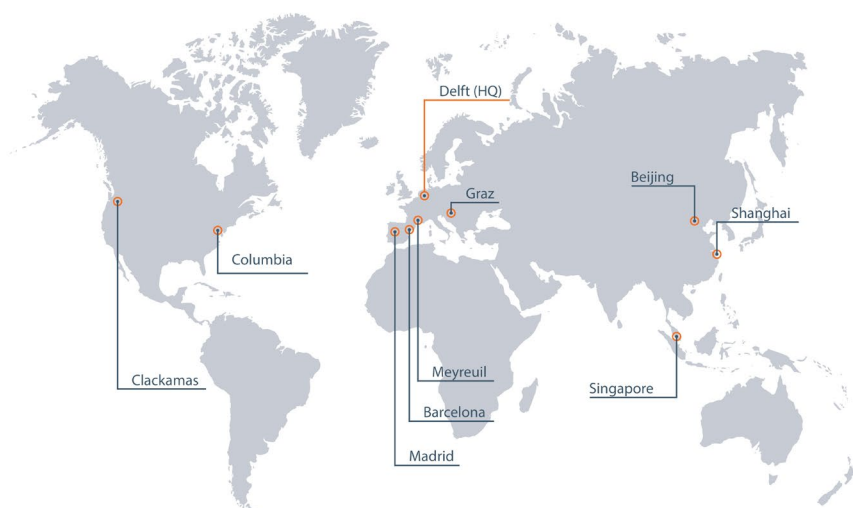 Delft (HQ)
Beijing
Graz
Shanghai
Columbia
Meyreuil
Clackamas
Singapore
Barcelona
Madrid